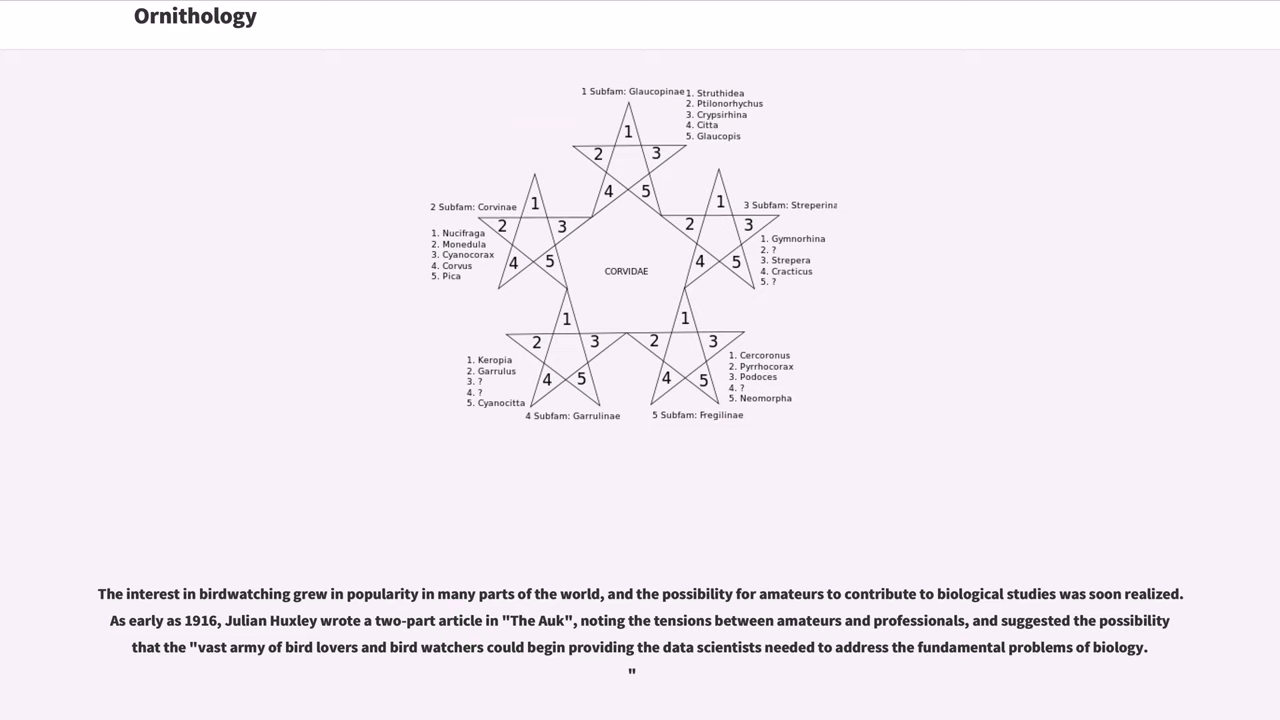 Ornithology
1 Subfam: Glaucopinae
1. Struthidea
2. Ptilonorhychus
3. Crypsirhina
4. Citta
5. Glaucopis
1
2
3
4
5
2 Subfam: Corvinae
1. Nucifraga
2. Monedula
3. Cyanocorax
4. Corvus
5. Pica
1
2
3
4
5
3 Subfam: Streperina
1. Gymnorhina
2. ?
3. Strepera
4. Cracticus
5. ?
1
2
3
4
5
CORVIDAE
1. Keropia
2. Garrulus
3. ?
4. ?
5. Cyanocitta
1
2
3
4
5
4 Subfam: Garrulinae
1. Cercoronus
2. Pyrrhocorax
3. Podoces
4. ?
5. Neomorpha
1
2
3
4
5
5 Subfam: Fregilinae
The interest in birdwatching grew in popularity in many parts of the world, and the possibility for amateurs to contribute to biological studies was soon realized.
As early as 1916, Julian Huxley wrote a two-part article in "The Auk", noting the tensions between amateurs and professionals, and suggested the possibility
that the "vast army of bird lovers and bird watchers could begin providing the data scientists needed to address the fundamental problems of biology.
"